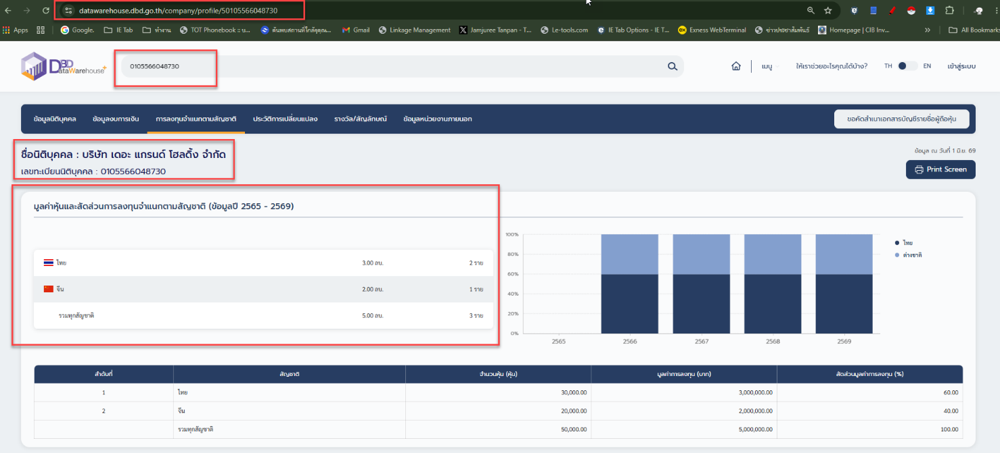 datawarehouse.dbd.go.th/company/profile/50105566048730
Apps
Google.
IE Tab
ทำงาน
TOT Phonebook :: บ...
ค้นพบสถานที่ใกล้คุณ...
Gmail
Linkage Management
Jamjuree Tanpan - T...
Le-tools.com
IE Tab Options - IE T...
Exness WebTerminal
ข่าวประชาสัมพันธ์
Homepage | CIB Inv...
»
All Bookmarks
DBD
DataWarehouse+
0105566048730
เมนู
ให้เราช่วยอะไรคุณได้บ้าง?
TH
EN
เข้าสู่ระบบ
ข้อมูลนิติบุคคล
ข้อมูลงบการเงิน
การลงทุนจำแนกตามสัญชาติ
ประวัติการเปลี่ยนแปลง
รางวัล/สัญลักษณ์
ข้อมูลหน่วยงานภายนอก
ขอคัดสำเนาเอกสารบัญชีรายชื่อผู้ถือหุ้น
ชื่อนิติบุคคล : บริษัท เดอะ แกรนด์ โฮลดิ้ง จำกัด
เลขทะเบียนนิติบุคคล : 0105566048730
ข้อมูล ณ วันที่ 1 มิ.ย. 69
Print Screen
มูลค่าหุ้นและสัดส่วนการลงทุนจำแนกตามสัญชาติ (ข้อมูลปี 2565 - 2569)
ไทย 3.00 ลบ. 2 ราย
จีน 2.00 ลบ. 1 ราย
รวมทุกสัญชาติ 5.00 ลบ. 3 ราย
100%
80%
60%
40%
20%
0%
2565 2566 2567 2568 2569
ไทย
ต่างชาติ
ลำดับที่ สัญชาติ จำนวนหุ้น (หุ้น) มูลค่าการลงทุน (บาท) สัดส่วนมูลค่าการลงทุน (%)
1 ไทย 30,000.00 3,000,000.00 60.00
2 จีน 20,000.00 2,000,000.00 40.00
รวมทุกสัญชาติ 50,000.00 5,000,000.00 100.00